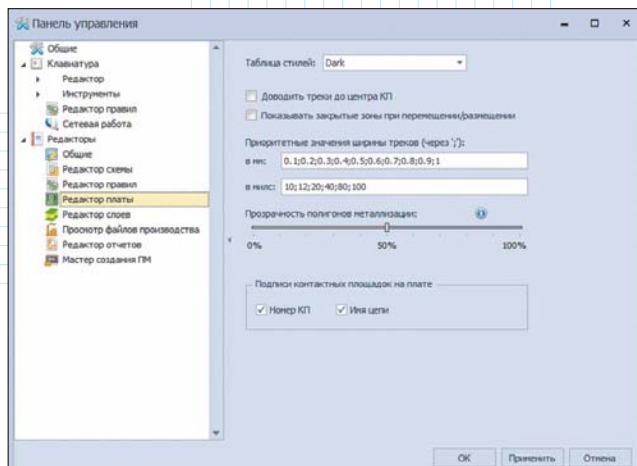 Панель управления
Общие
Клавиатура
Редактор
Инструменты
Редактор правил
Сетевая работа
Редакторы
Общие
Редактор схемы
Редактор правил
Редактор платы
Редактор слоев
Просмотр файлов производства
Редактор отчетов
Мастер создания ПМ
Таблица стилей: Dark
Доводить треки до центра КП
Показывать закрытые зоны при перемещении/размещении
Приоритетные значения ширины треков (через ';'):
в мм: 0.1;0.2;0.3;0.4;0.5;0.6;0.7;0.8;0.9;1
в милс: 10;12;20;40;80;100
Прозрачность полигонов металлизации:
0% 50% 100%
Подписи контактных площадок на плате
Номер КП Имя цепи
ОК Применить Отмена